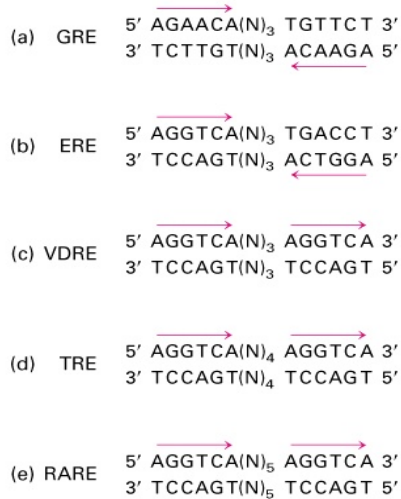 5′ AGAACA(N)₃ TGTTCT 3′
(a) GRE
3′ TCTTGT(N)₃ ACAAGA 5′
5′ AGGTCA(N)₃ TGACCT 3′
(b) ERE
3′ TCCAGT(N)₃ ACTGGA 5′
5′ AGGTCA(N)₃ AGGTCA 3′
(c) VDRE
3′ TCCAGT(N)₃ TCCAGT 5′
5′ AGGTCA(N)₄ AGGTCA 3′
(d) TRE
3′ TCCAGT(N)₄ TCCAGT 5′
5′ AGGTCA(N)₅ AGGTCA 3′
(e) RARE
3′ TCCAGT(N)₅ TCCAGT 5′